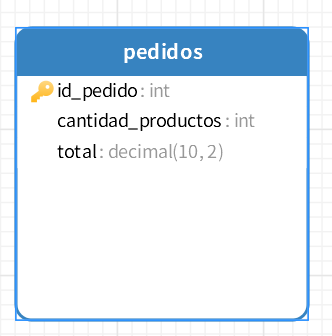 pedidos
id_pedido : int
cantidad_productos : int
total : decimal(10, 2)